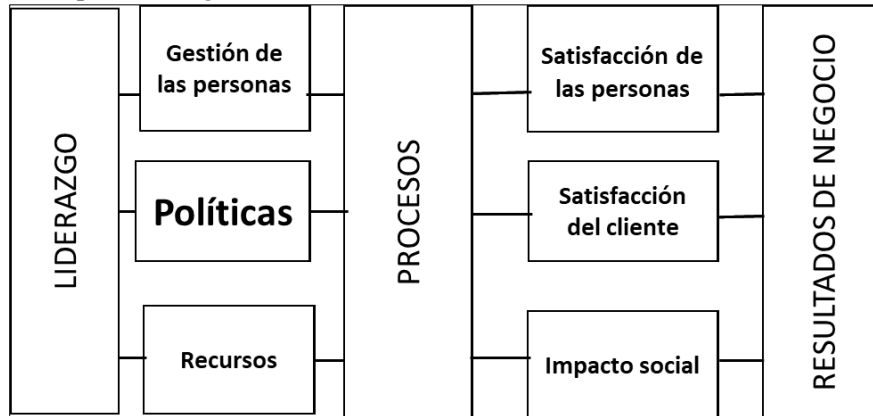 LIDERAZGO
Gestión de
las personas
Políticas
Recursos
PROCESOS
Satisfacción de
las personas
Satisfacción
del cliente
Impacto social
RESULTADOS DE NEGOCIO